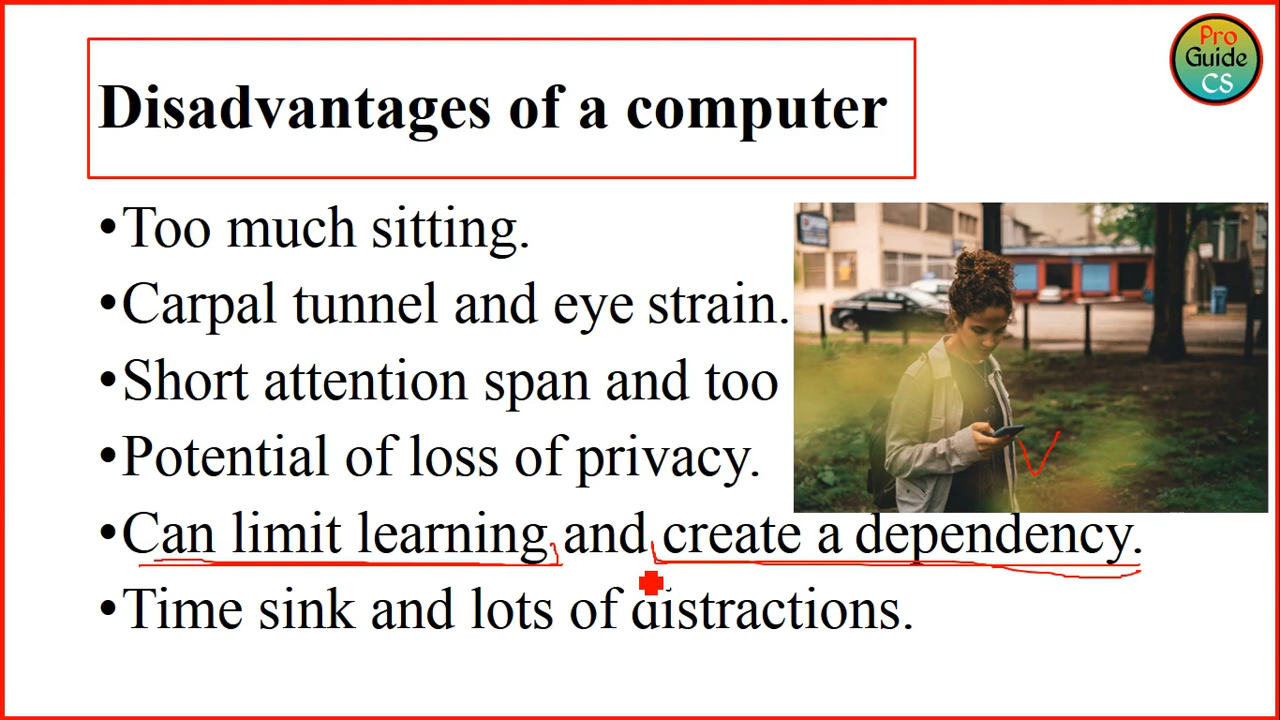 Pro
Guide
CS
Disadvantages of a computer
•Too much sitting.
•Carpal tunnel and eye strain.
•Short attention span and too
•Potential of loss of privacy.
•Can limit learning and create a dependency.
•Time sink and lots of distractions.